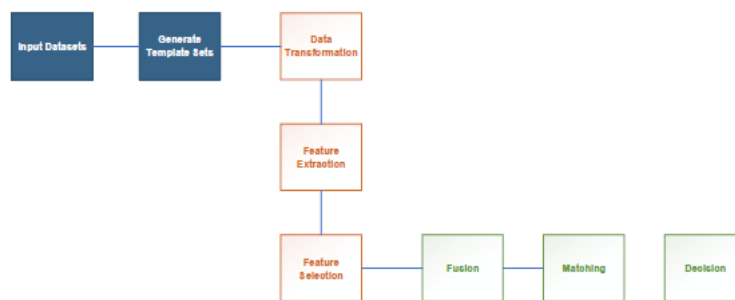 Input Datasets
Generate
Template Sets
Data
Transformation
Feature
Extraction
Feature
Selection
Fusion
Matching
Decision